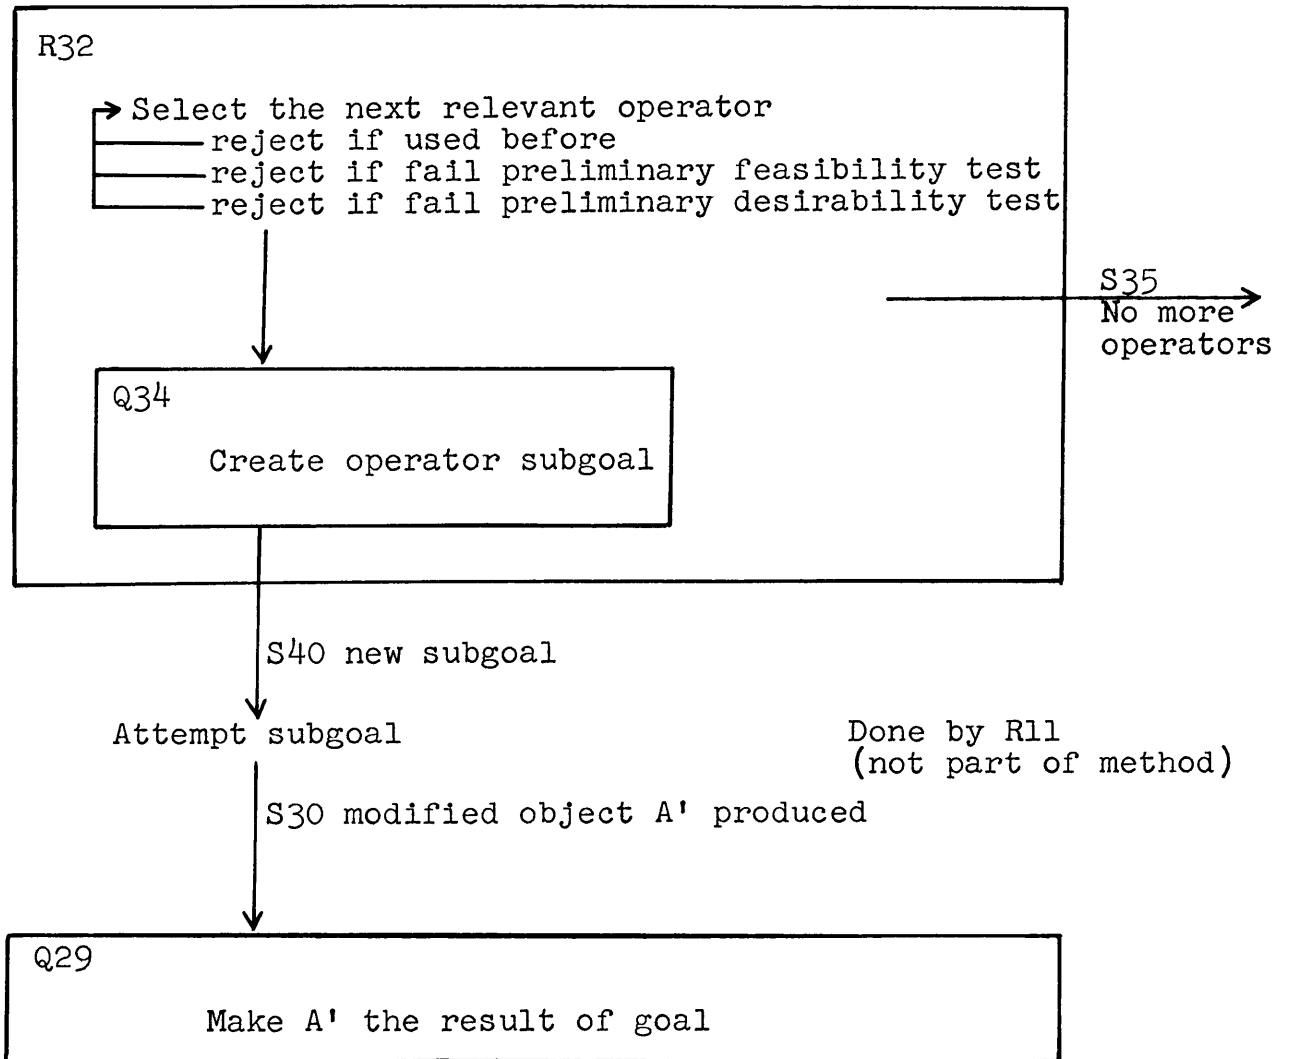 R32
Select the next relevant operator
reject if used before
reject if fail preliminary feasibility test
reject if fail preliminary desirability test
S35
No more
operators
Q34
Create operator subgoal
S40 new subgoal
Attempt subgoal
Done by R11
(not part of method)
S30 modified object A' produced
Q29
Make A' the result of goal